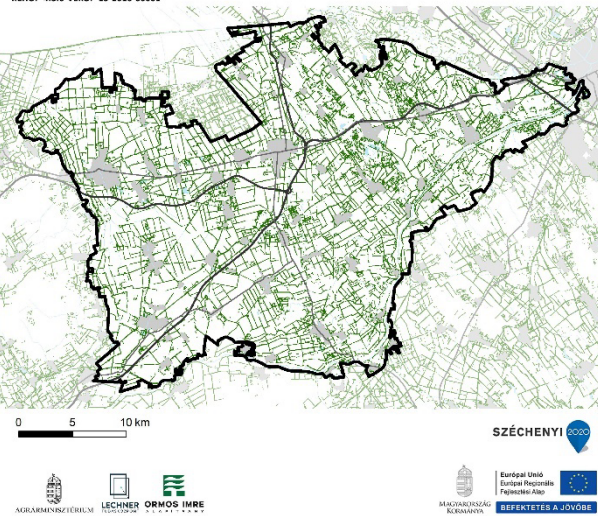 0 5 10 km
SZÉCHENYI 2020
AGRÁRMINISZTÉRIUM
LECHNER
ORMOS IMRE
ALAPÍTVÁNY
MAGYARORSZÁG
KORMÁNYA
Európai Unió
Európai Regionális
Fejlesztési Alap
BEFEKTETÉS A JÖVŐBE